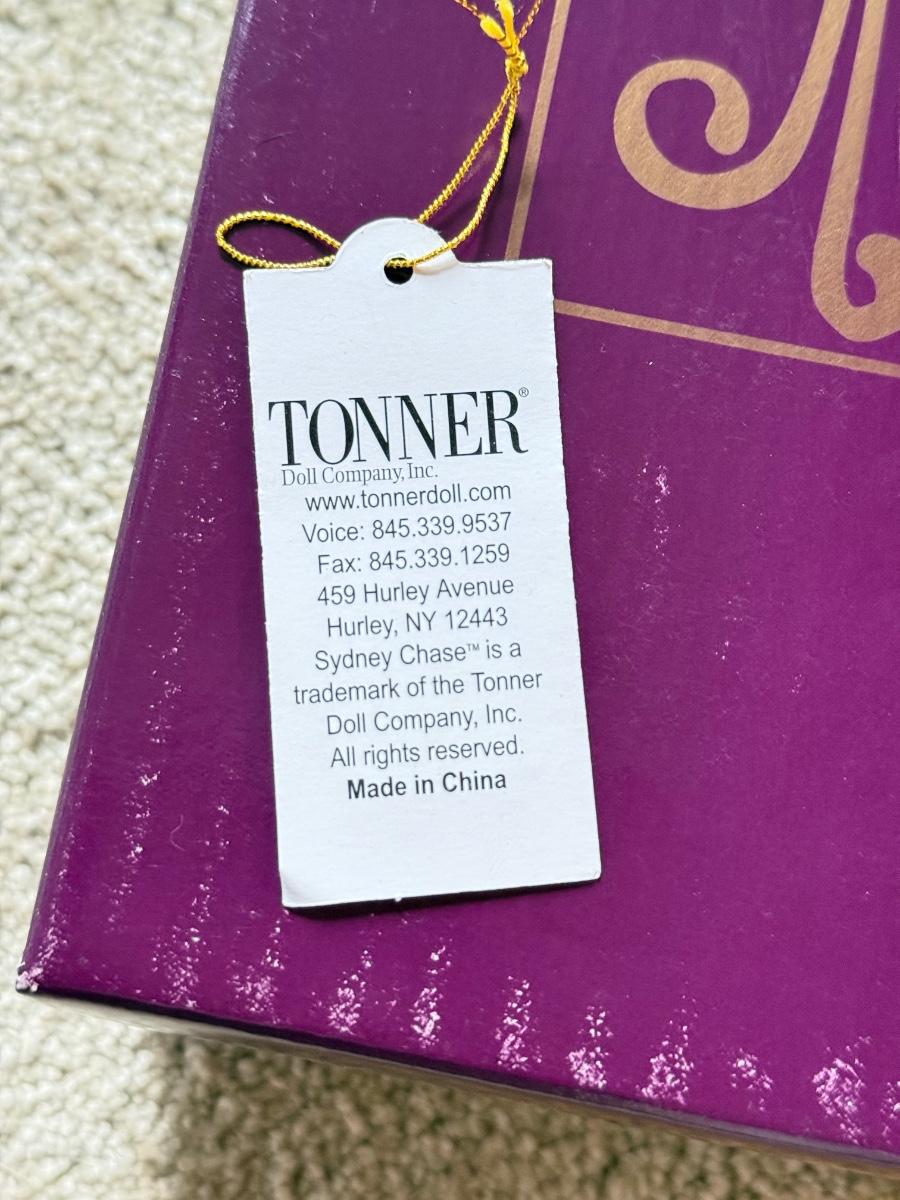 TONNER®
Doll Company, Inc.
www.tonnerdoll.com
Voice: 845.339.9537
Fax: 845.339.1259
459 Hurley Avenue
Hurley, NY 12443
Sydney Chase™ is a
trademark of the Tonner
Doll Company, Inc.
All rights reserved.
Made in China